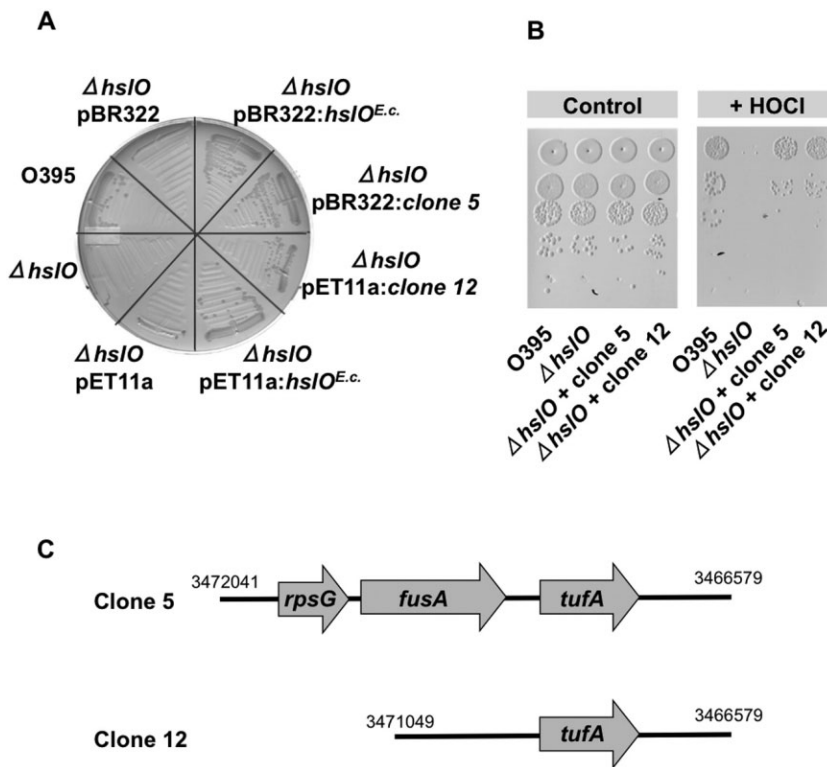 A
ΔhslO
pBR322
ΔhslO
pBR322:hslO^E.c.
O395
ΔhslO
pBR322:clone 5
ΔhslO
ΔhslO
pET11a:clone 12
ΔhslO
pET11a
ΔhslO
pET11a:hslO^E.c.
B
Control
+ HOCl
O395
ΔhslO
ΔhslO + clone 5
ΔhslO + clone 12
O395
ΔhslO
ΔhslO + clone 5
ΔhslO + clone 12
C
Clone 5
3472041
rpsG
fusA
tufA
3466579
Clone 12
3471049
tufA
3466579